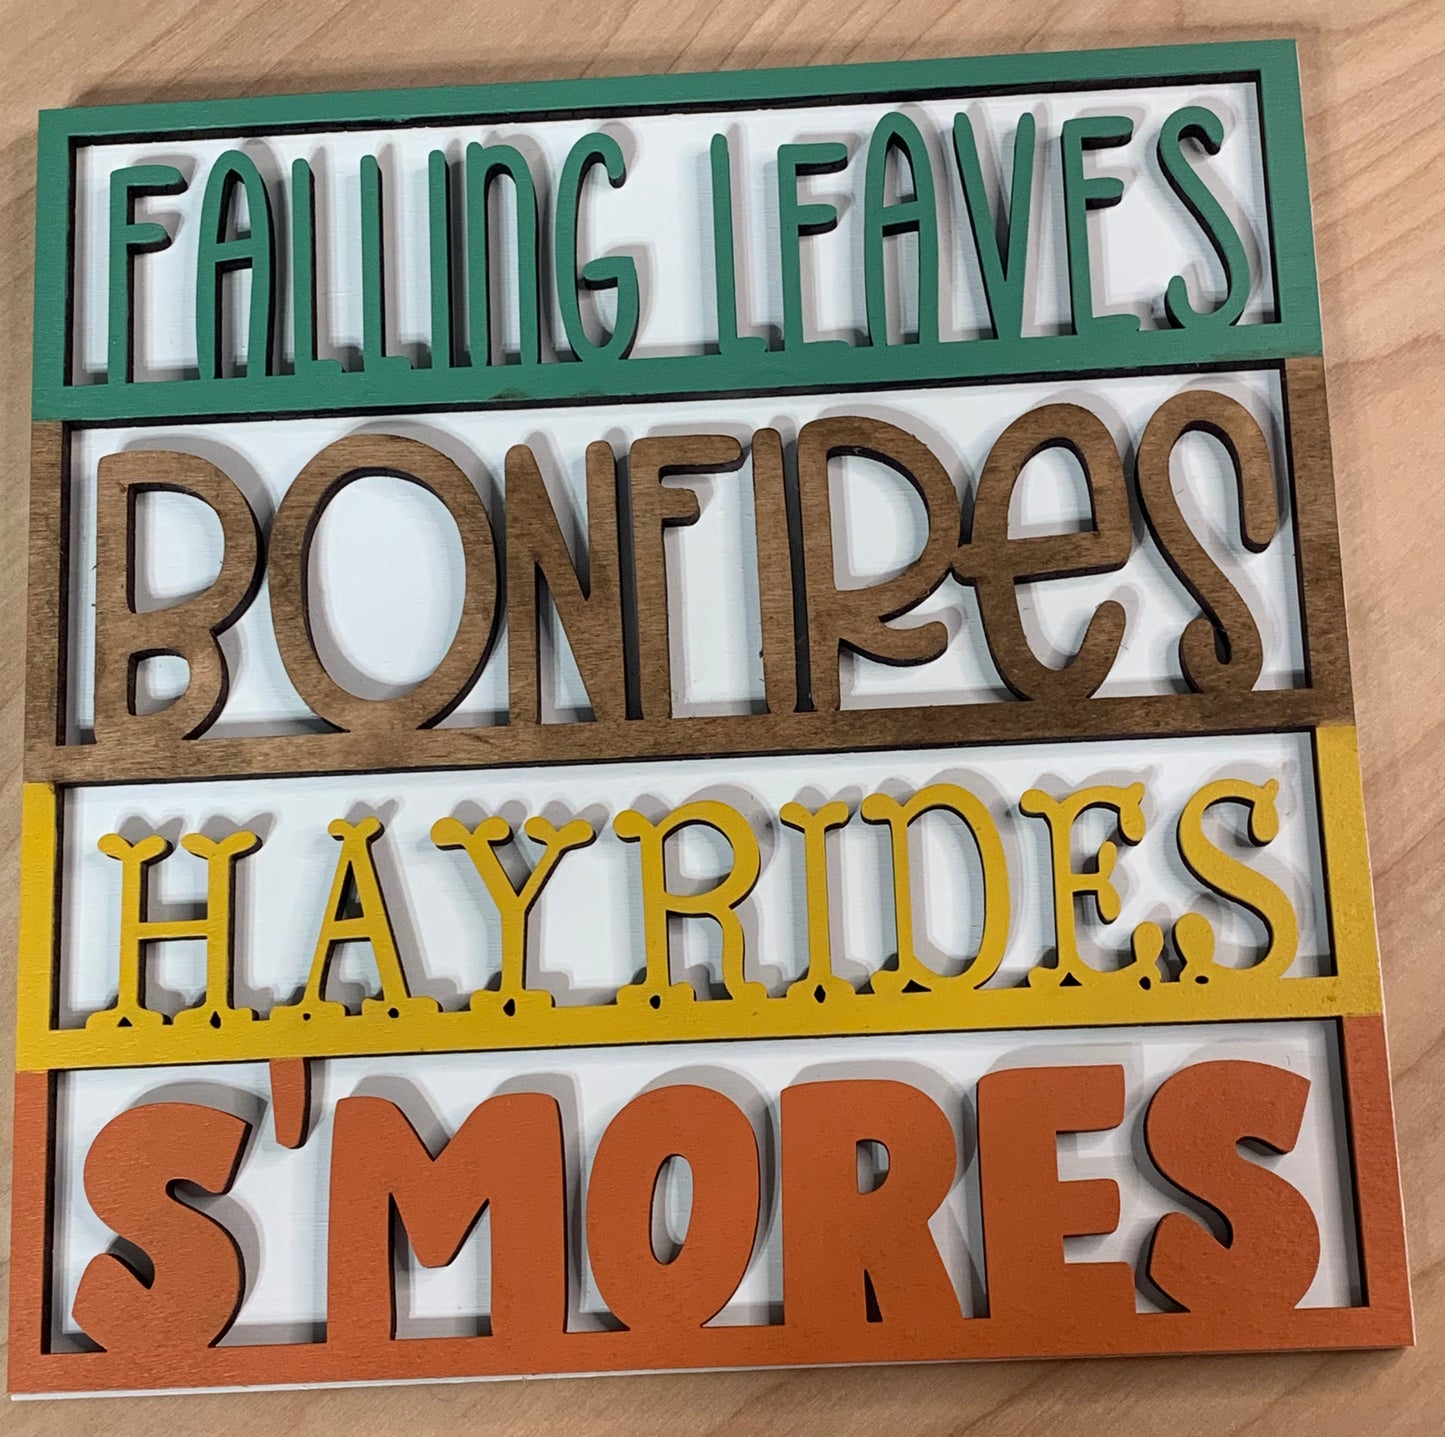 FALLING LEAVES
BONFIRes
HAYRIDES
S'MORES